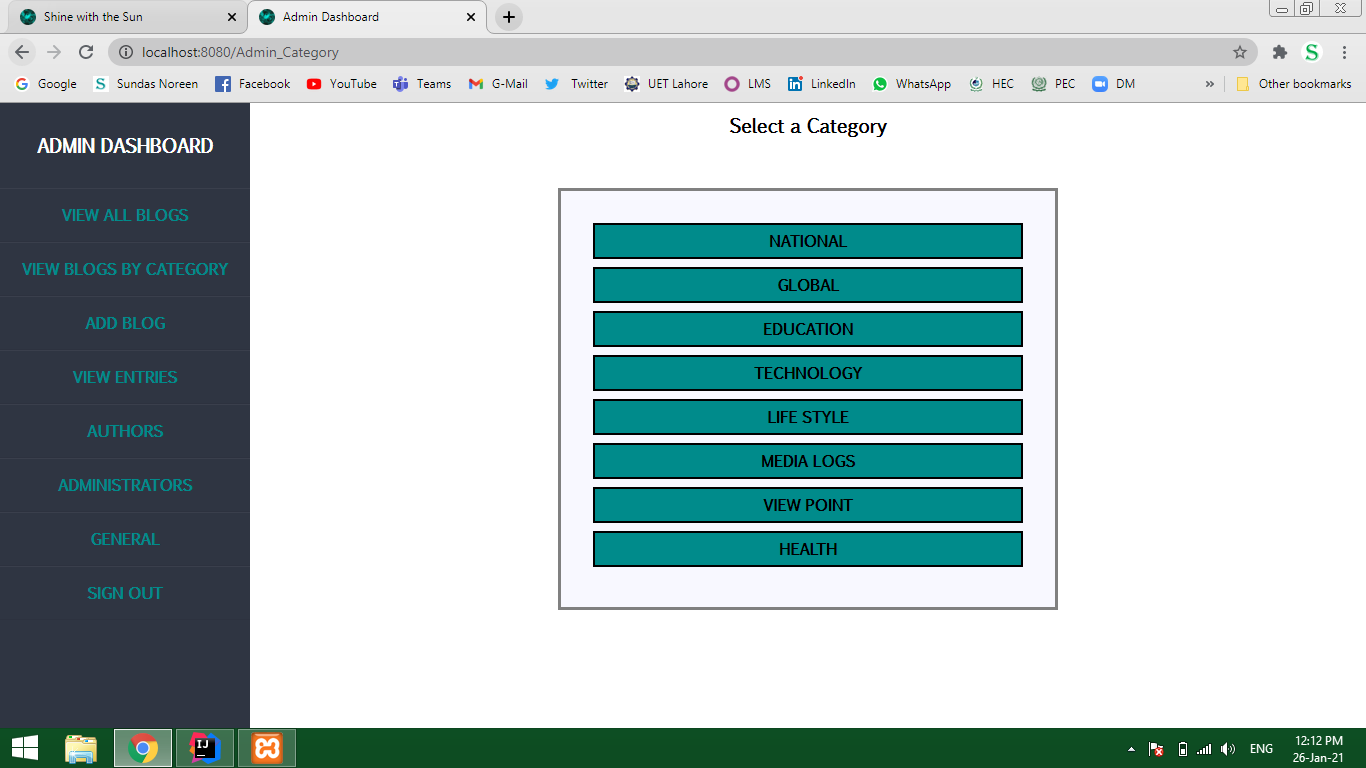 Shine with the Sun
Admin Dashboard
localhost:8080/Admin_Category
Google Sundas Noreen Facebook YouTube Teams G-Mail Twitter UET Lahore LMS LinkedIn WhatsApp HEC PEC DM » Other bookmarks
ADMIN DASHBOARD
VIEW ALL BLOGS
VIEW BLOGS BY CATEGORY
ADD BLOG
VIEW ENTRIES
AUTHORS
ADMINISTRATORS
GENERAL
SIGN OUT
Select a Category
NATIONAL
GLOBAL
EDUCATION
TECHNOLOGY
LIFE STYLE
MEDIA LOGS
VIEW POINT
HEALTH
ENG
12:12 PM
26-Jan-21